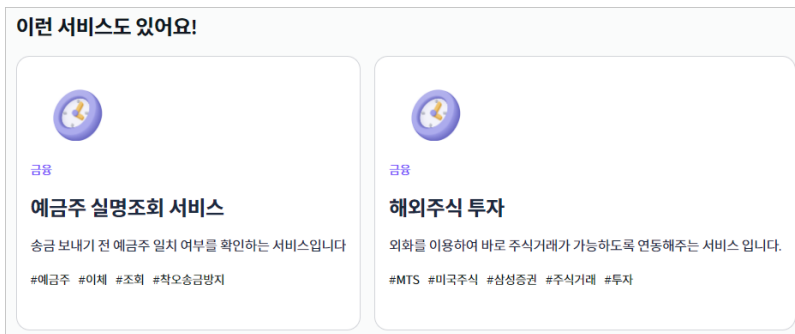 이런 서비스도 있어요!
금융
예금주 실명조회 서비스
송금 보내기 전 예금주 일치 여부를 확인하는 서비스입니다
#예금주 #이체 #조회 #착오송금방지
금융
해외주식 투자
외화를 이용하여 바로 주식거래가 가능하도록 연동해주는 서비스 입니다.
#MTS #미국주식 #삼성증권 #주식거래 #투자